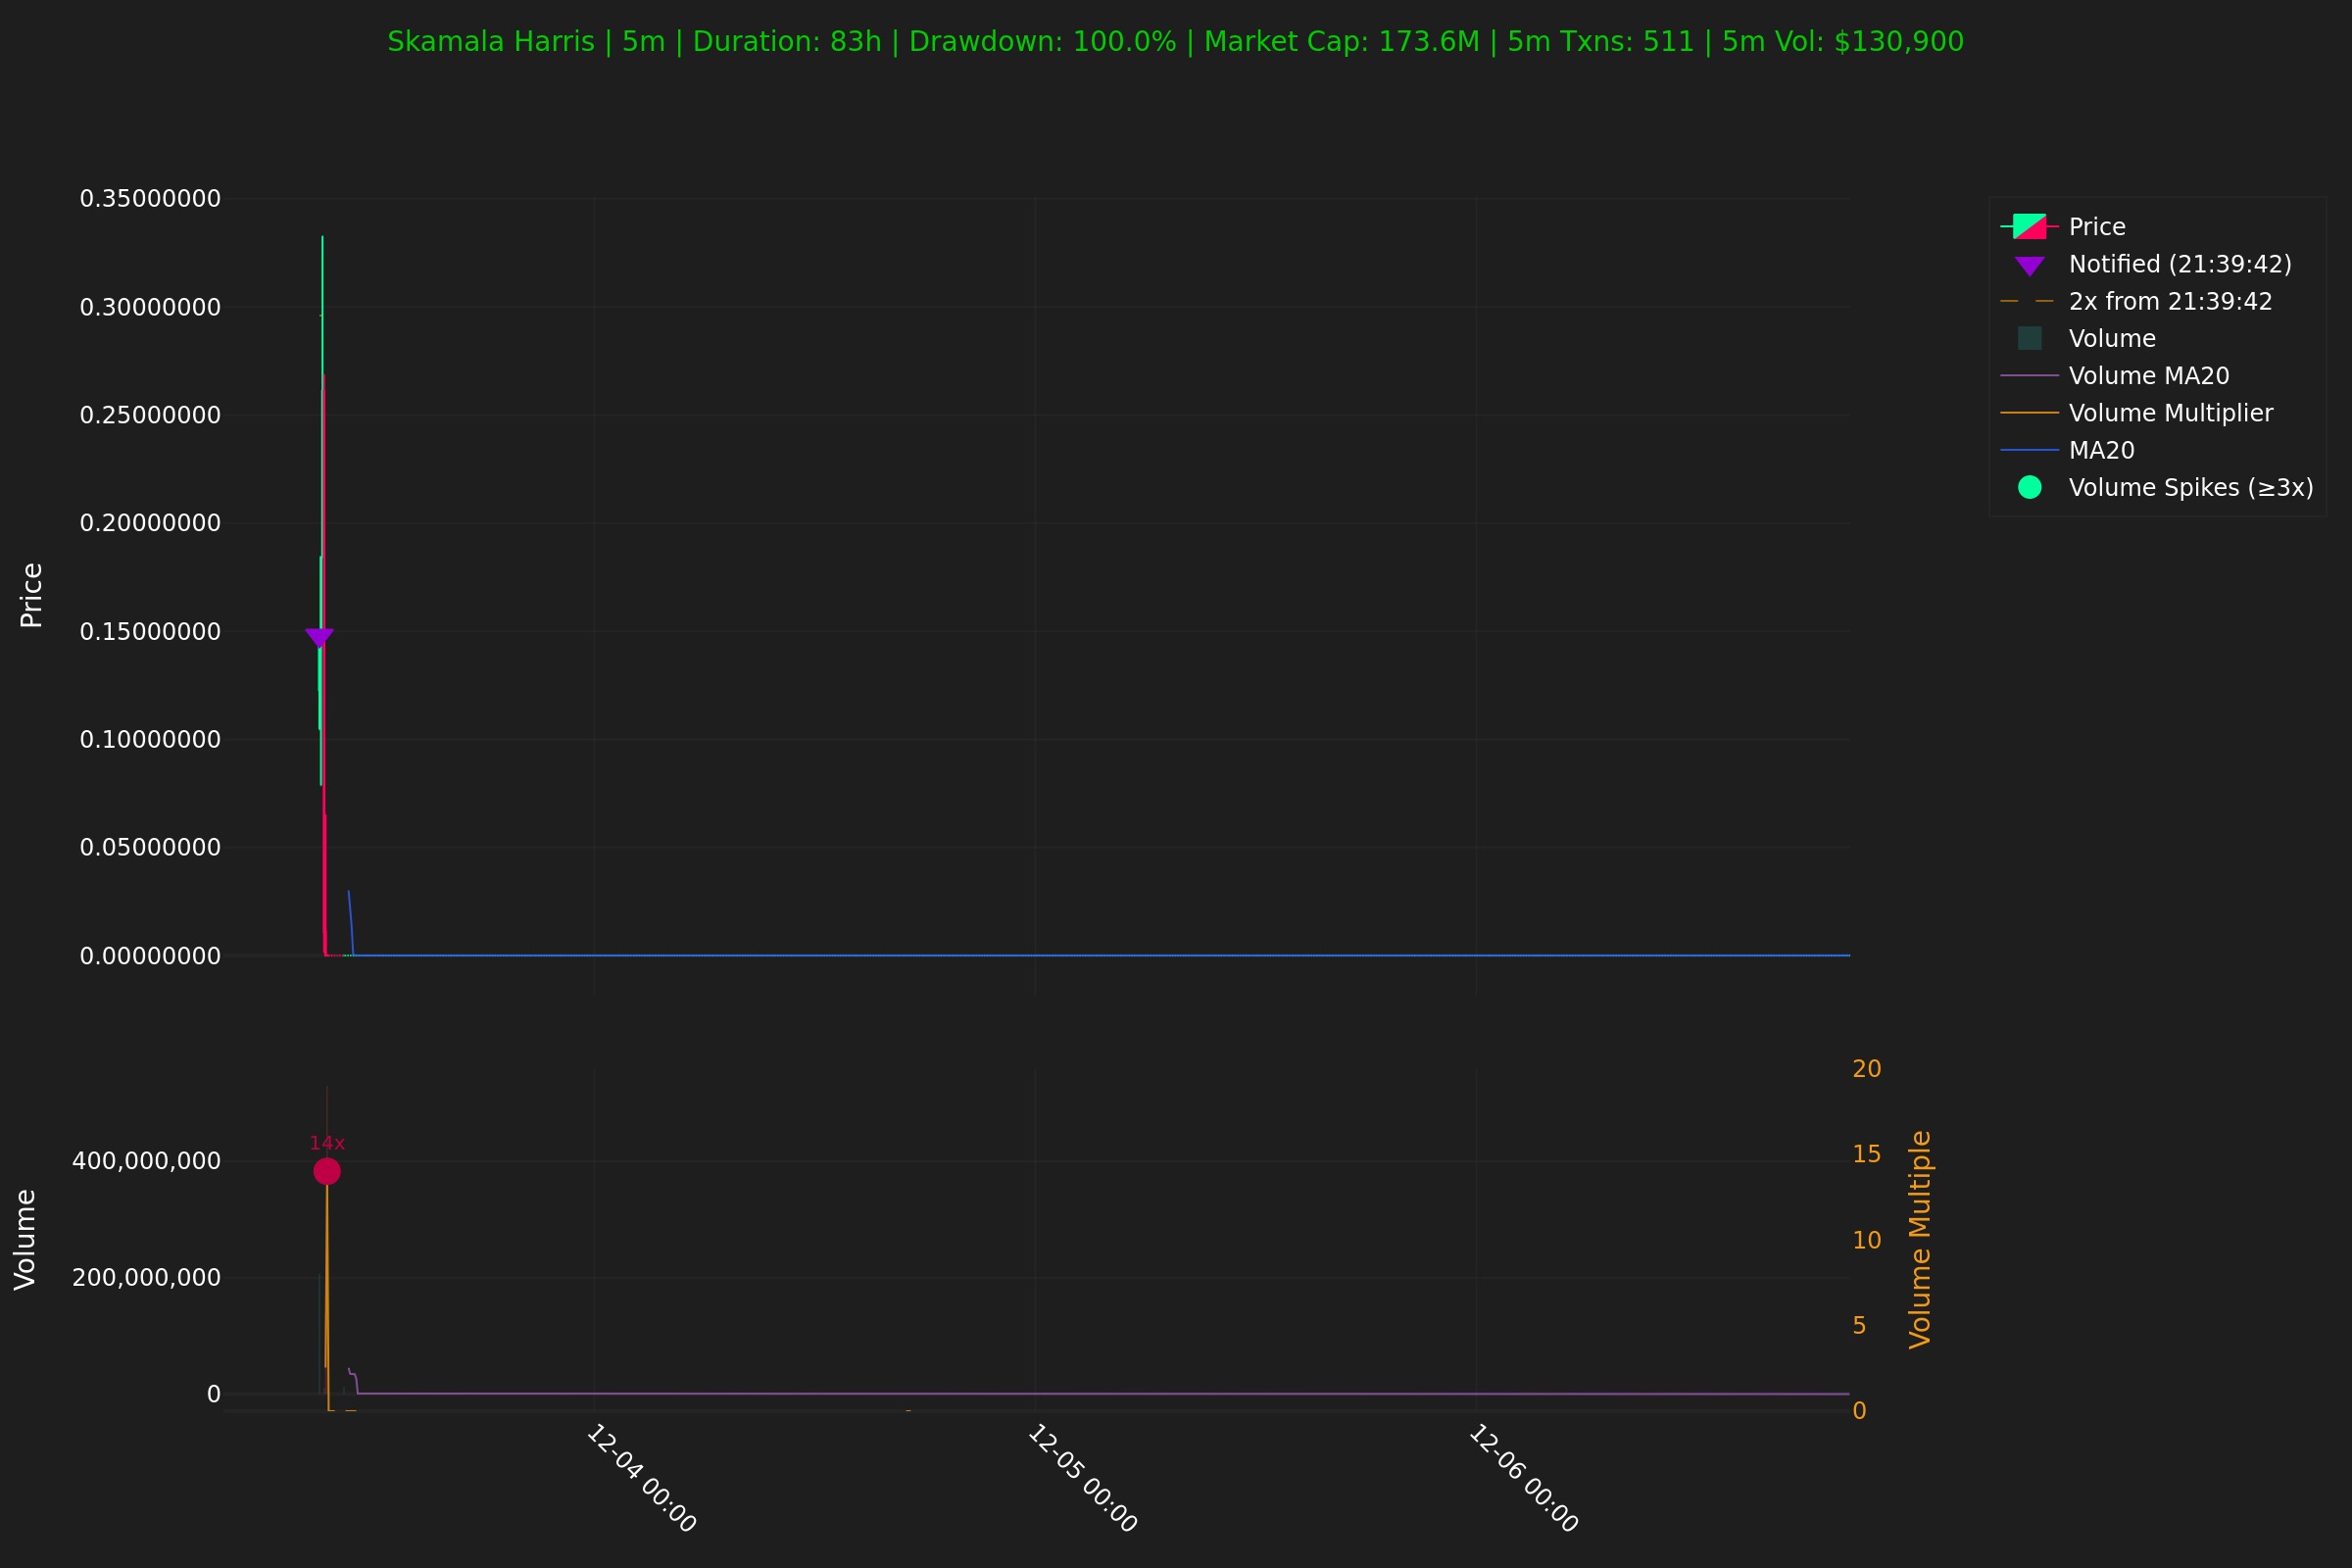 Skamala Harris | 5m | Duration: 83h | Drawdown: 100.0% | Market Cap: 173.6M | 5m Txns: 511 | 5m Vol: $130,900
Price
0.35000000
0.30000000
0.25000000
0.20000000
0.15000000
0.10000000
0.05000000
0.00000000
Price
Notified (21:39:42)
2x from 21:39:42
Volume
Volume MA20
Volume Multiplier
MA20
Volume Spikes (≥3x)
Volume
400,000,000
200,000,000
0
14x
20
15
10
5
0
Volume Multiple
12-04 00:00
12-05 00:00
12-06 00:00